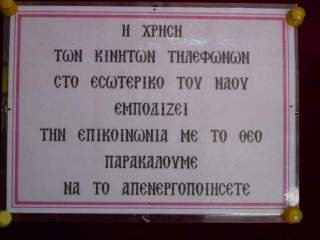 Η ΧΡΗΣΗ
ΤΩΝ ΚΙΝΗΤΩΝ ΤΗΛΕΦΩΝΩΝ
ΣΤΟ ΕΣΩΤΕΡΙΚΟ ΤΟΥ ΝΑΟΥ
ΕΜΠΟΔΙΖΕΙ
ΤΗΝ ΕΠΙΚΟΙΝΩΝΙΑ ΜΕ ΤΟ ΘΕΟ
ΠΑΡΑΚΑΛΟΥΜΕ
ΝΑ ΤΟ ΑΠΕΝΕΡΓΟΠΟΙΗΣΕΤΕ